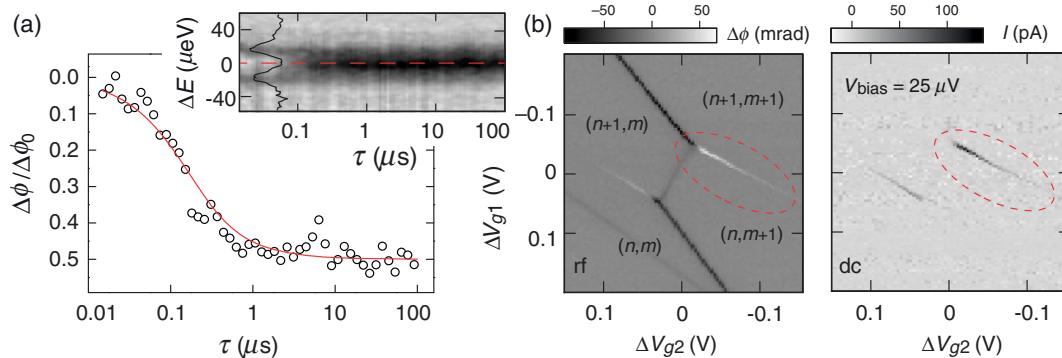 (a)
Δφ/Δφ0
0.0
0.1
0.2
0.3
0.4
0.5
0.01
0.1
1
10
100
τ (μs)
ΔE (μeV)
40
0
-40
0.1
1
10
100
τ (μs)
(b)
−50
0
50
Δφ (mrad)
0
100
I (pA)
ΔVg1 (V)
-0.1
0
0.1
(n+1,m+1)
(n+1,m)
(n,m)
(n,m+1)
rf
0.1
0
-0.1
ΔVg2 (V)
Vbias = 25 μV
dc
0.1
0
-0.1
ΔVg2 (V)